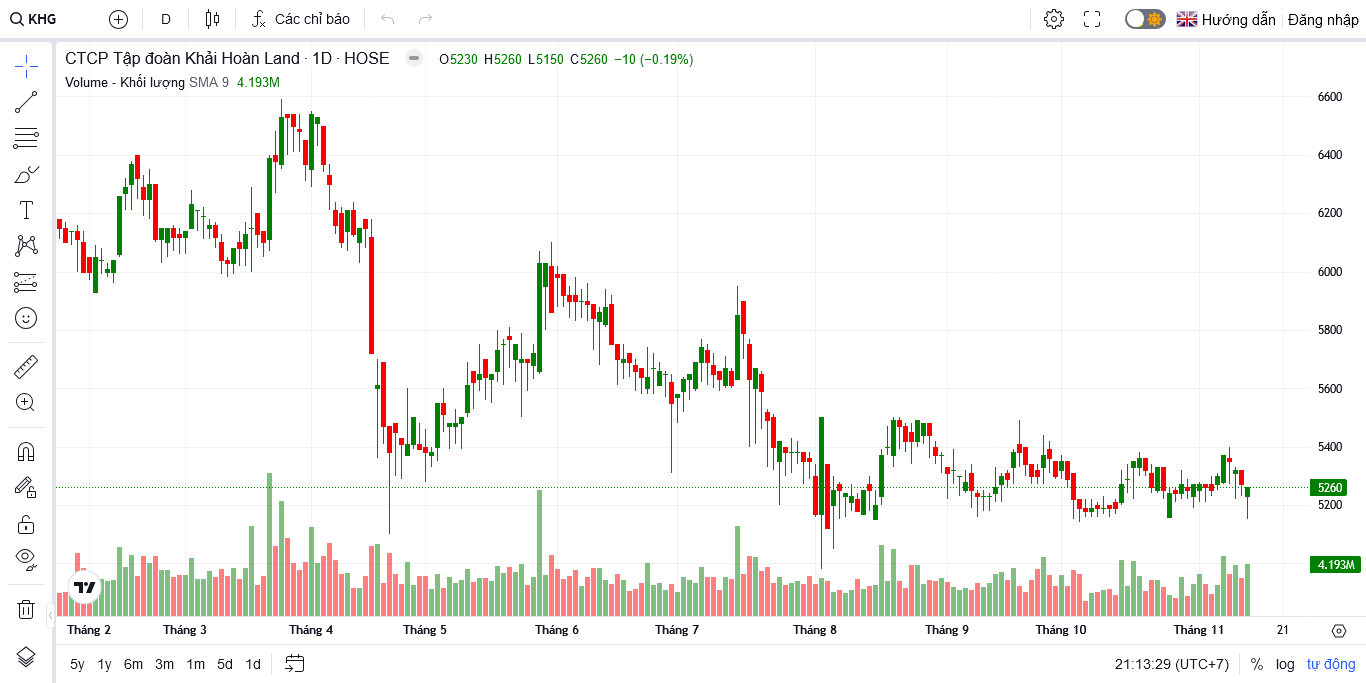 KHG D Các chỉ báo Hướng dẫn Đăng nhập
CTCP Tập đoàn Khải Hoàn Land · 1D · HOSE O5230 H5260 L5150 C5260 −10 (−0.19%)
Volume - Khối lượng SMA 9 4.193M
6600
6400
6200
6000
5800
5600
5400
5260
5200
4.193M
Tháng 2 Tháng 3 Tháng 4 Tháng 5 Tháng 6 Tháng 7 Tháng 8 Tháng 9 Tháng 10 Tháng 11 21
5y 1y 6m 3m 1m 5d 1d 21:13:29 (UTC+7) % log tự động